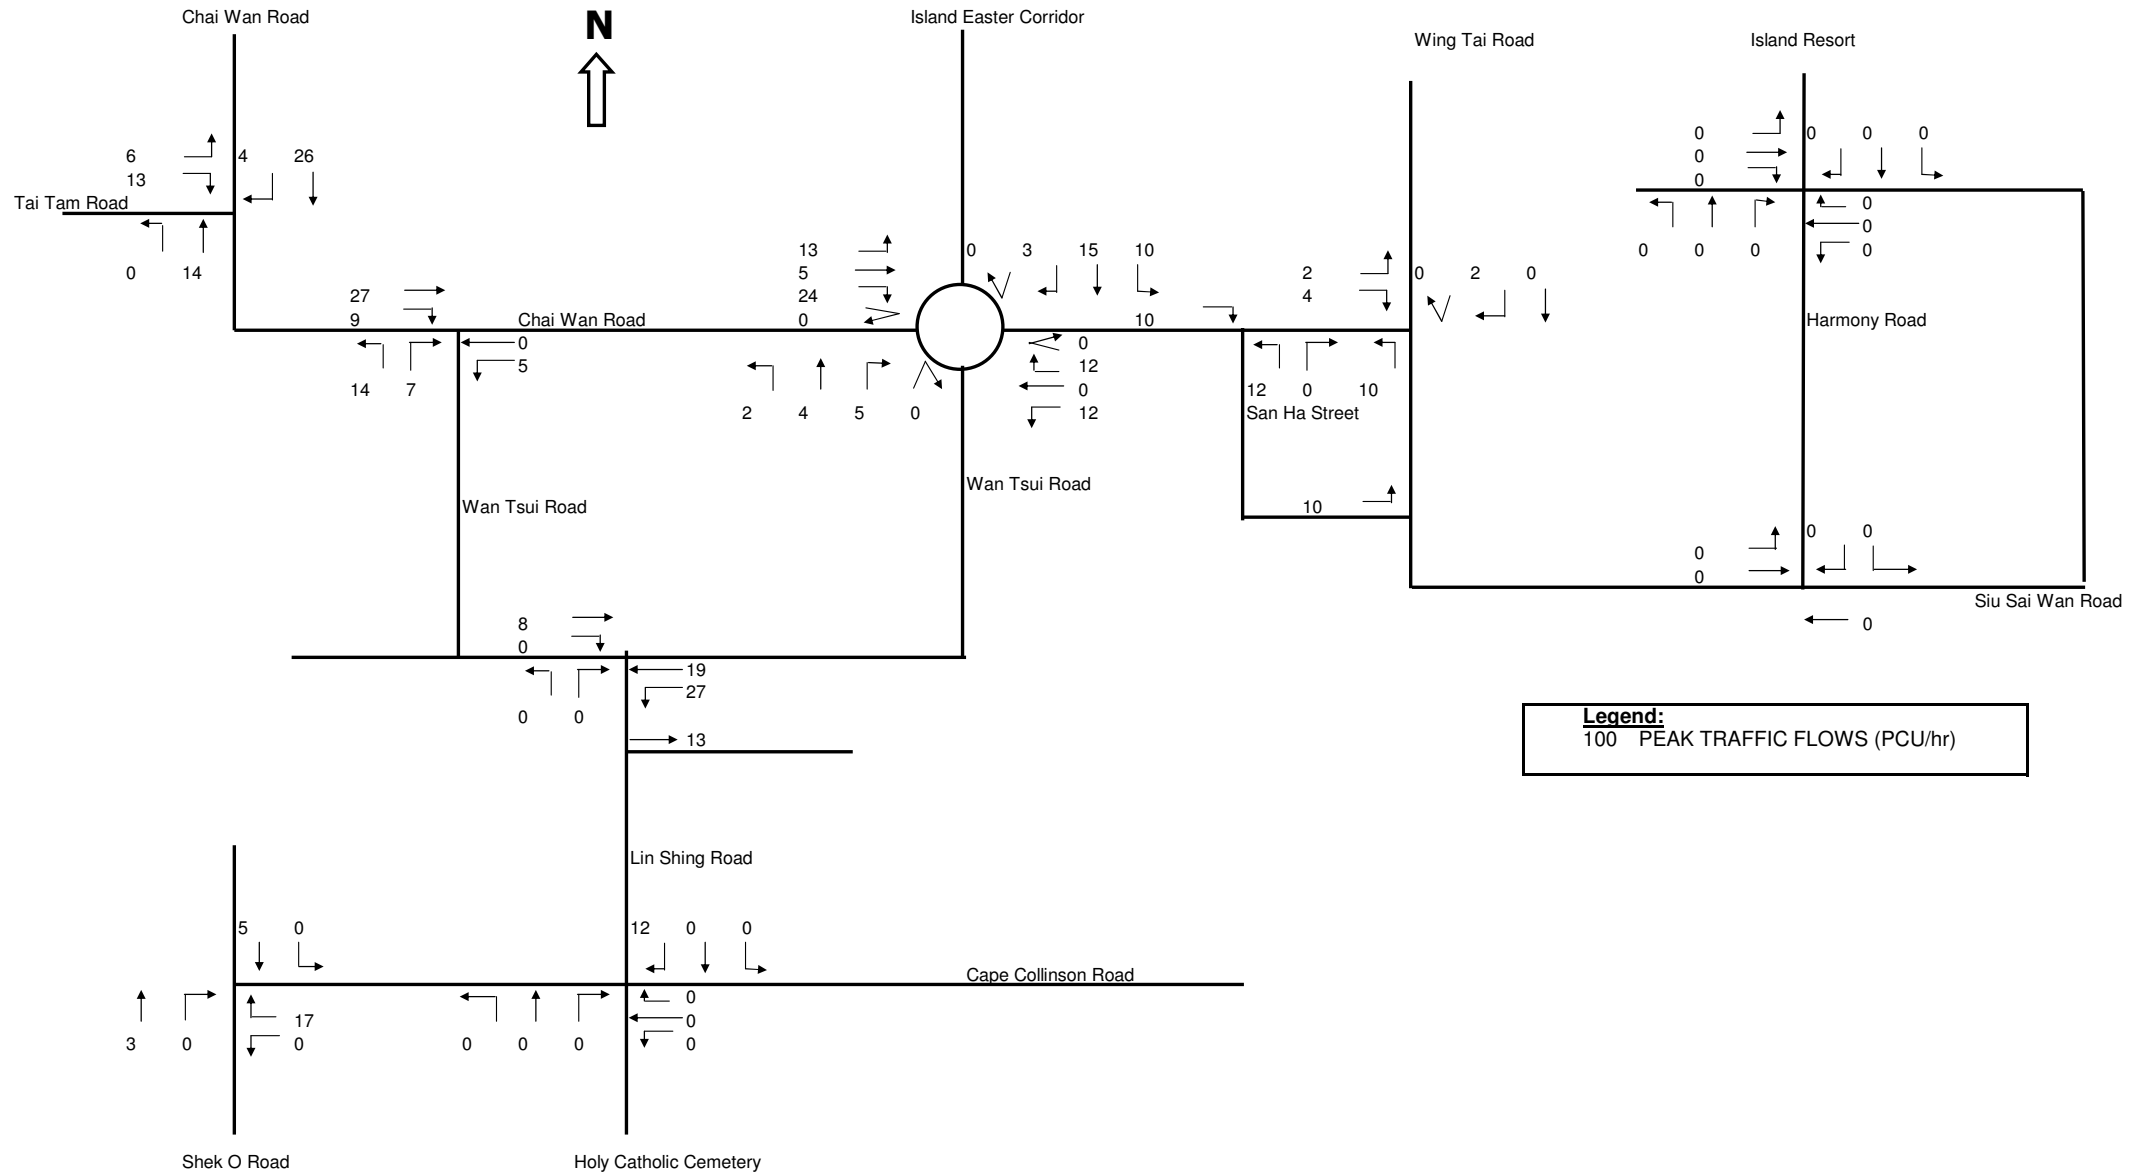 Chai Wan Road
N
Island Easter Corridor
Wing Tai Road
Island Resort
6
13
4 26
Tai Tam Road
0 14
0
0
0
0 0 0
0
0
0
0 0 0
13
5
24
0
0 3 15 10
10
2
4
0 2 0
27
9
Chai Wan Road
0
5
14 7
0
12
0
12
2 4 5 0
12 0 10
San Ha Street
Harmony Road
Wan Tsui Road
Wan Tsui Road
10
0 0
0
0
Siu Sai Wan Road
0
8
0
19
27
0 0
13
Legend:
100 PEAK TRAFFIC FLOWS (PCU/hr)
Lin Shing Road
5 0
12 0 0
Cape Collinson Road
17
0
3 0
0
0
0
0 0 0
Shek O Road
Holy Catholic Cemetery